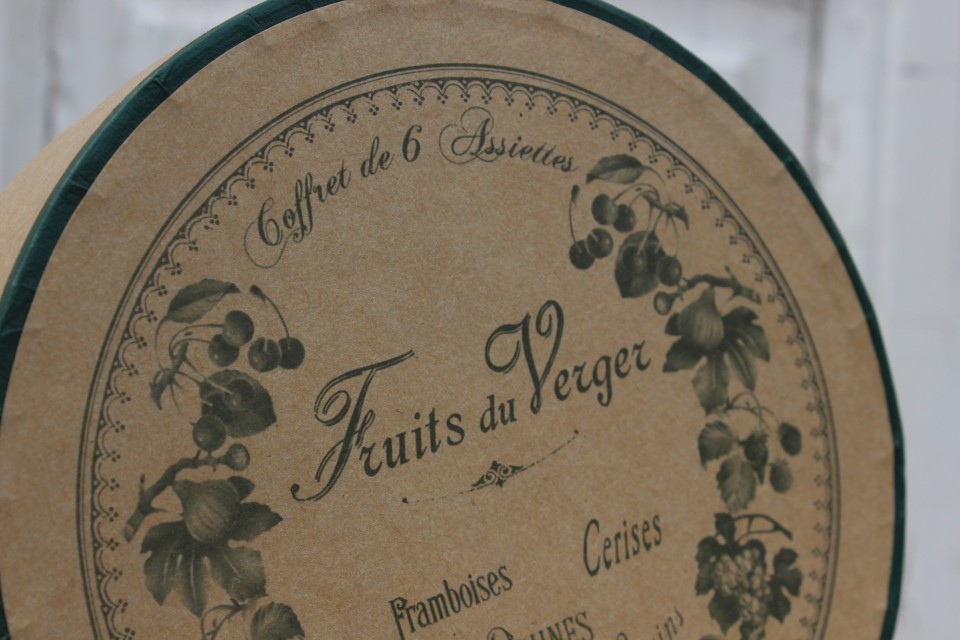 Coffret de 6 Assiettes
Fruits du Verger
Framboises Cerises